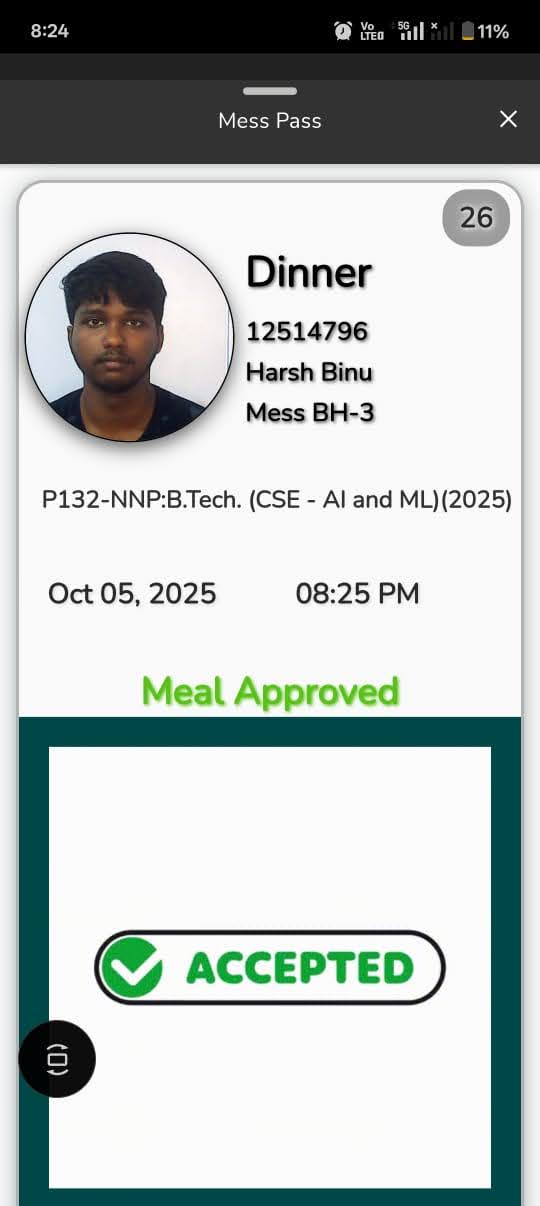 8:24
Vo
LTE
5G
11%
Mess Pass
26
Dinner
12514796
Harsh Binu
Mess BH-3
P132-NNP:B.Tech. (CSE - AI and ML)(2025)
Oct 05, 2025 08:25 PM
Meal Approved
ACCEPTED